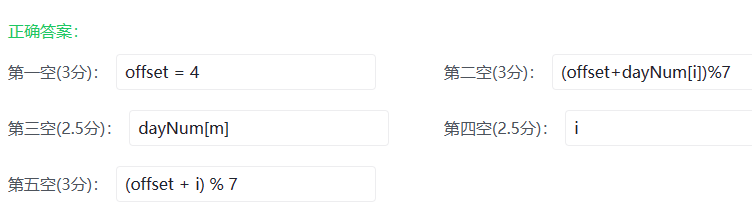 正确答案：
第一空(3分)： offset = 4 第二空(3分)： (offset+dayNum[i])%7
第三空(2.5分)： dayNum[m] 第四空(2.5分)： i
第五空(3分)： (offset + i) % 7